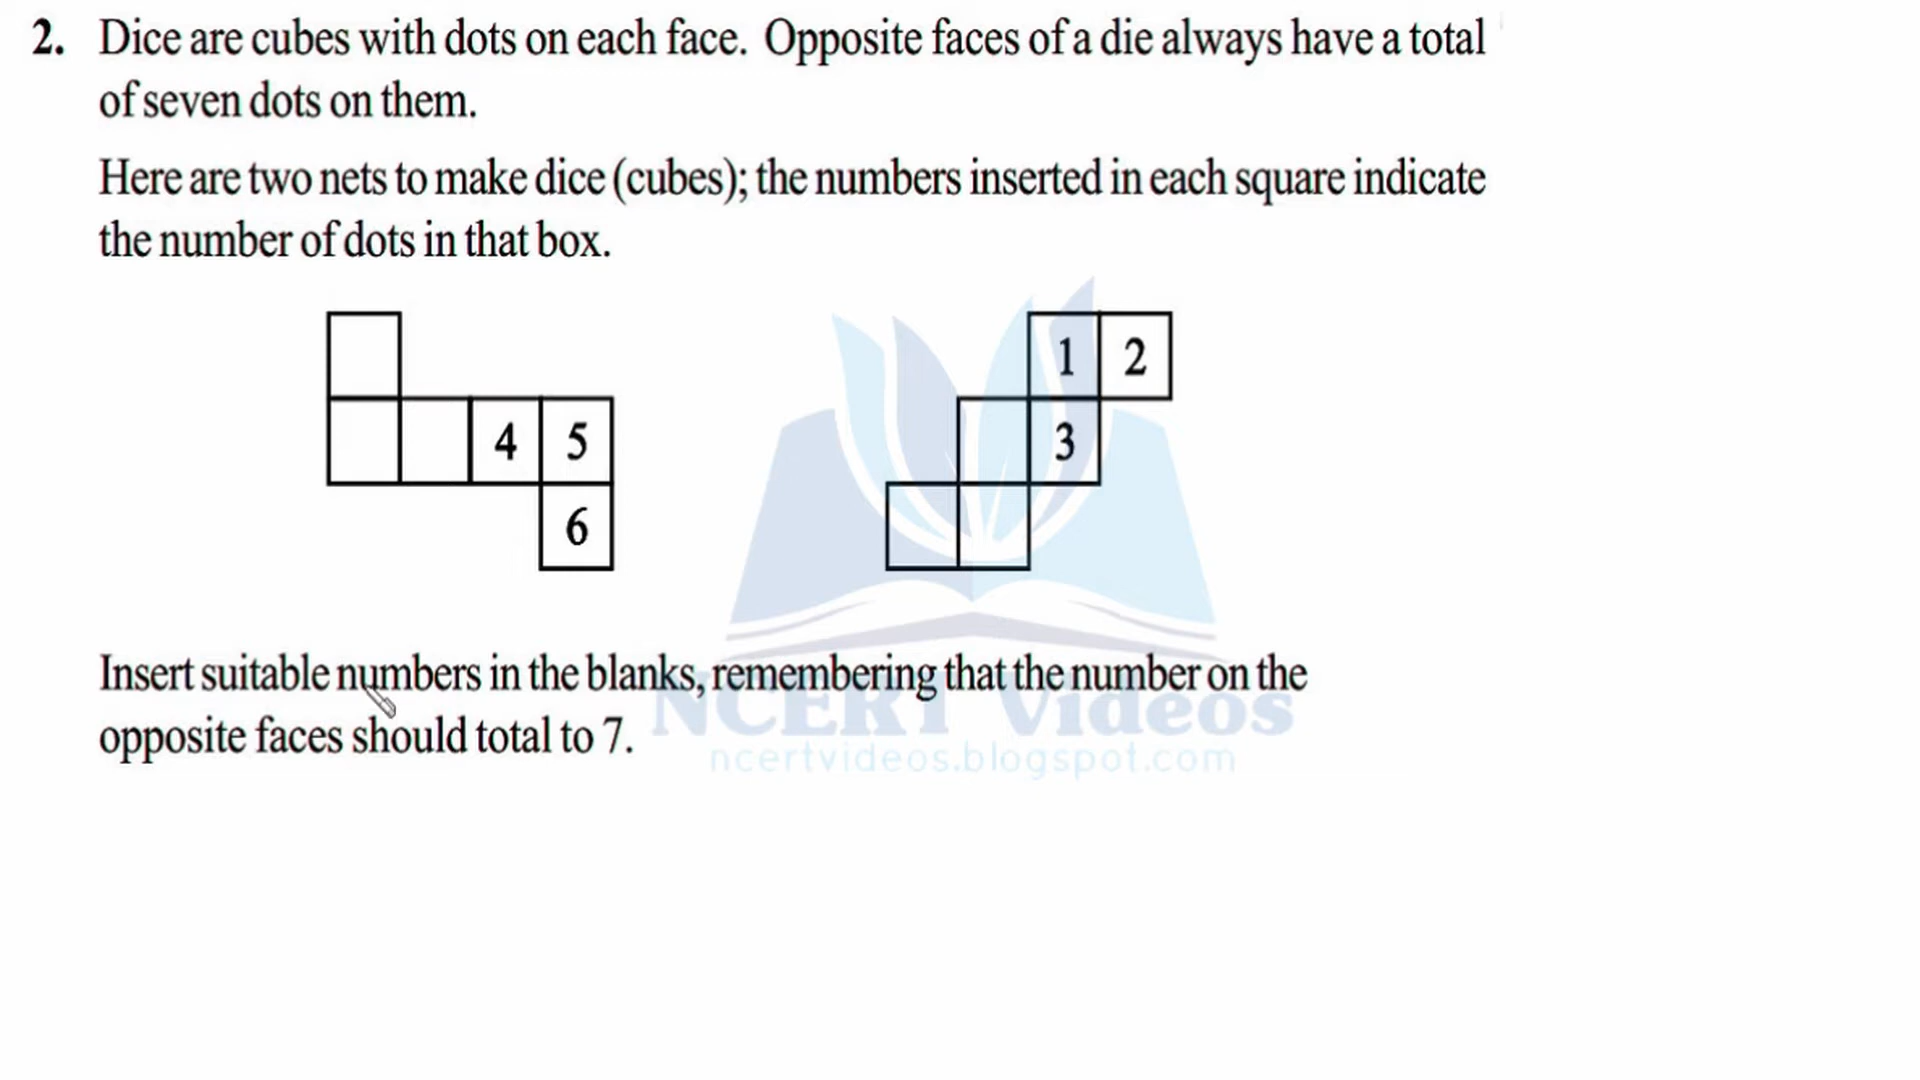 2. Dice are cubes with dots on each face. Opposite faces of a die always have a total
of seven dots on them.
Here are two nets to make dice (cubes); the numbers inserted in each square indicate
the number of dots in that box.
1 2
4 5
3
6
Insert suitable numbers in the blanks, remembering that the number on the
opposite faces should total to 7.
NCERT Videos
ncertvideos.blogspot.com